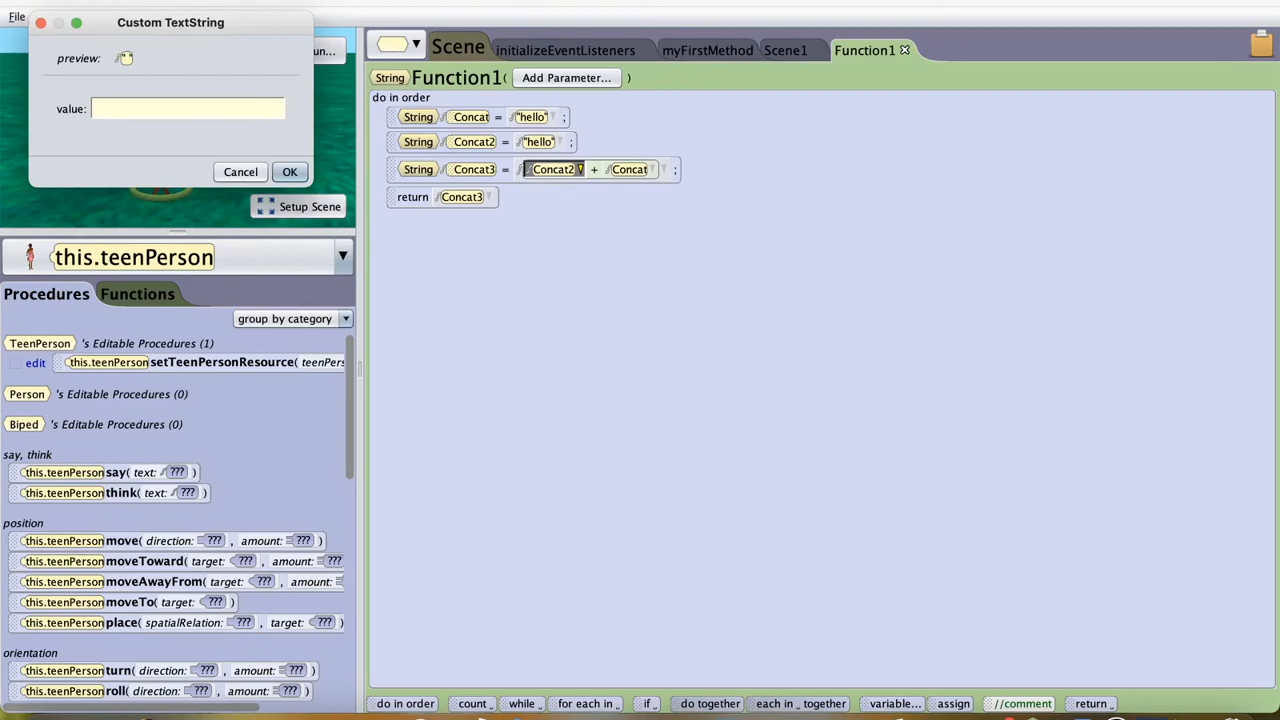 File
Custom TextString
preview:
value:
Cancel OK
un...
Setup Scene
this.teenPerson
Procedures Functions
group by category
TeenPerson 's Editable Procedures (1)
edit this.teenPerson setTeenPersonResource( teenPers
Person 's Editable Procedures (0)
Biped 's Editable Procedures (0)
say, think
this.teenPerson say( text: ??? )
this.teenPerson think( text: ??? )
position
this.teenPerson move( direction: ??? , amount: ??? )
this.teenPerson moveToward( target: ??? , amount: ???
this.teenPerson moveAwayFrom( target: ??? , amount:
this.teenPerson moveTo( target: ??? )
this.teenPerson place( spatialRelation: ??? , target: ??? )
orientation
this.teenPerson turn( direction: ??? , amount: ??? )
this.teenPerson roll( direction: ??? , amount: ??? )
Scene initializeEventListeners myFirstMethod Scene1 Function1
String Function1( Add Parameter... )
do in order
String Concat = "hello" ;
String Concat2 = "hello" ;
String Concat3 = Concat2 + Concat ;
return Concat3
do in order count while for each in if do together each in together variable... assign //comment return